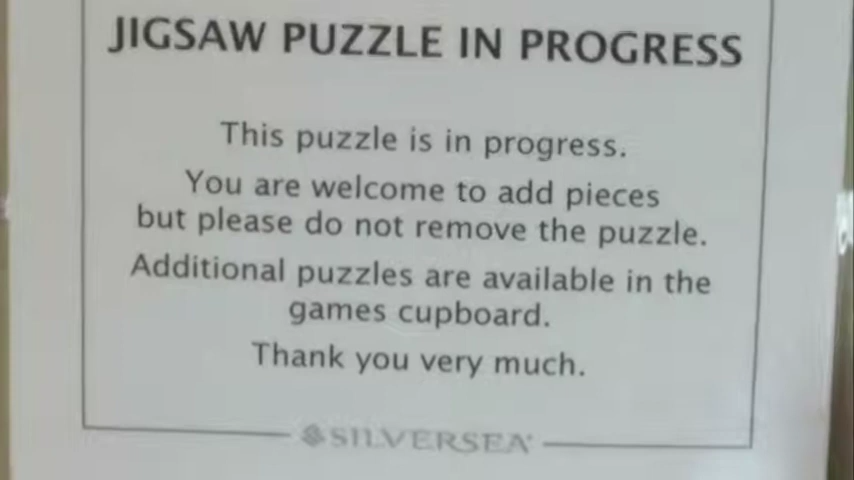 JIGSAW PUZZLE IN PROGRESS
This puzzle is in progress.
You are welcome to add pieces
but please do not remove the puzzle.
Additional puzzles are available in the
games cupboard.
Thank you very much.
SILVERSEA